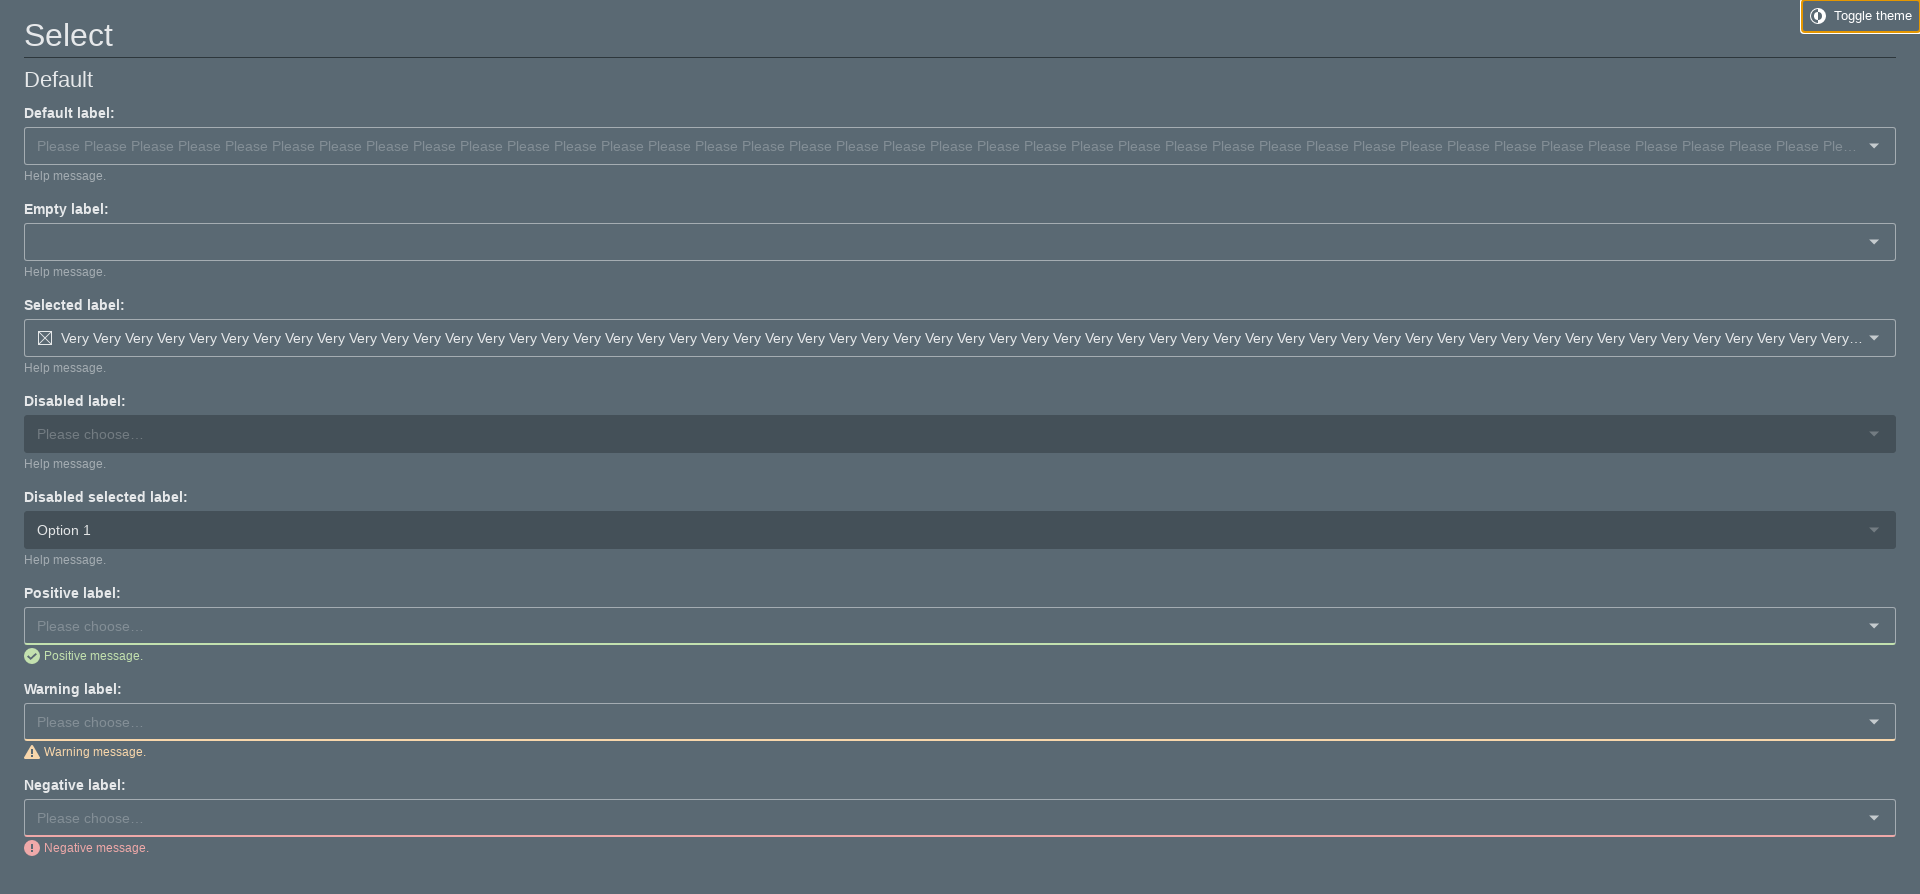 Toggle theme
Select
Default
Default label:
Please Please Please Please Please Please Please Please Please Please Please Please Please Please Please Please Please Please Please Please Please Please Please Please Please Please Please Please Please Please Please Please Please Please Please Please Please Please Ple…
Help message.
Empty label:
Help message.
Selected label:
Very Very Very Very Very Very Very Very Very Very Very Very Very Very Very Very Very Very Very Very Very Very Very Very Very Very Very Very Very Very Very Very Very Very Very Very Very Very Very Very Very Very Very Very Very Very Very Very Very Very Very Very Very Very Very Very…
Help message.
Disabled label:
Please choose…
Help message.
Disabled selected label:
Option 1
Help message.
Positive label:
Please choose…
Positive message.
Warning label:
Please choose…
Warning message.
Negative label:
Please choose…
Negative message.